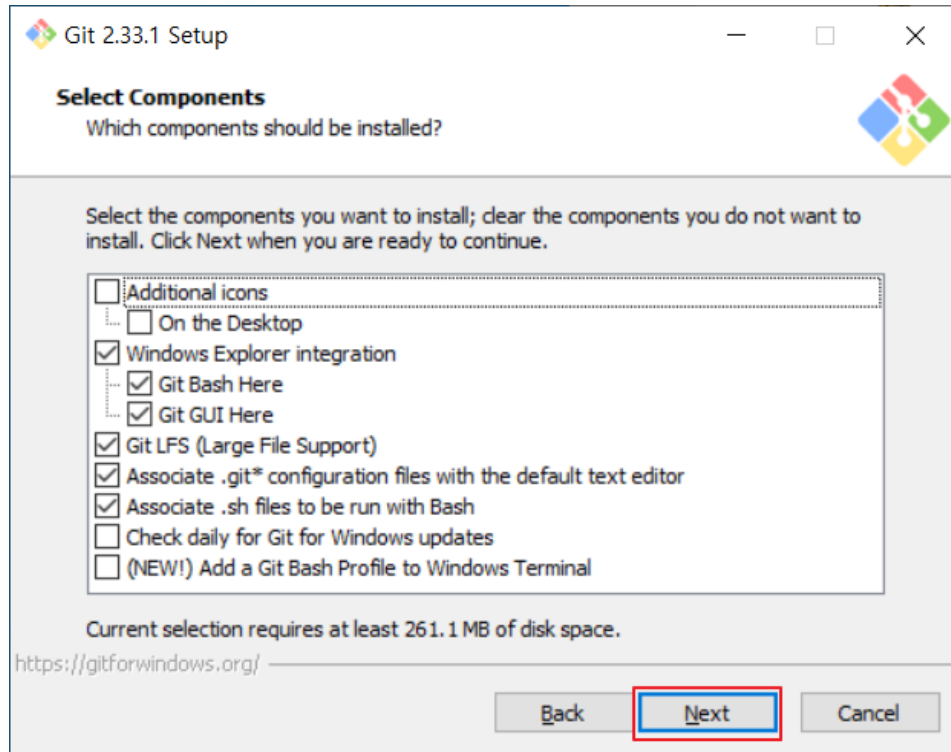 Git 2.33.1 Setup
Select Components
Which components should be installed?
Select the components you want to install; clear the components you do not want to
install. Click Next when you are ready to continue.
Additional icons
On the Desktop
Windows Explorer integration
Git Bash Here
Git GUI Here
Git LFS (Large File Support)
Associate .git* configuration files with the default text editor
Associate .sh files to be run with Bash
Check daily for Git for Windows updates
(NEW!) Add a Git Bash Profile to Windows Terminal
Current selection requires at least 261.1 MB of disk space.
https://gitforwindows.org/
Back Next Cancel